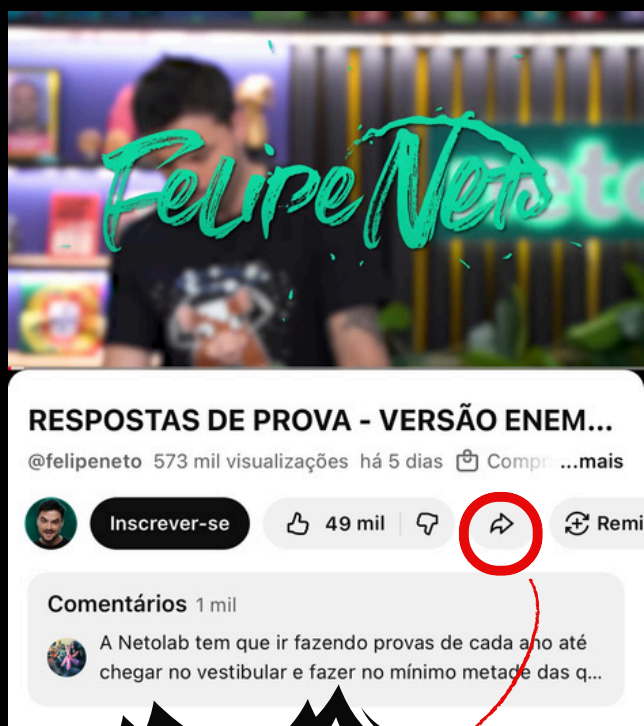 Felipe Neto
RESPOSTAS DE PROVA - VERSÃO ENEM...
@felipeneto 573 mil visualizações há 5 dias ...mais
Inscrever-se 49 mil
Comentários 1 mil
A Netolab tem que ir fazendo provas de cada ano até
chegar no vestibular e fazer no mínimo metade das q...